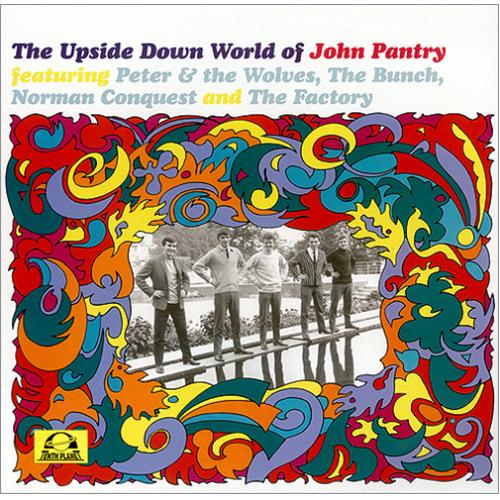 The Upside Down World of John Pantry
featuring Peter & the Wolves, The Bunch,
Norman Conquest and The Factory
TENTH PLANET